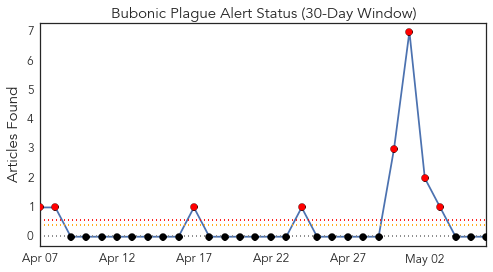 Bubonic Plague Alert Status (30-Day Window)
Articles Found
7
6
5
4
3
2
1
0
Apr 07 Apr 12 Apr 17 Apr 22 Apr 27 May 02